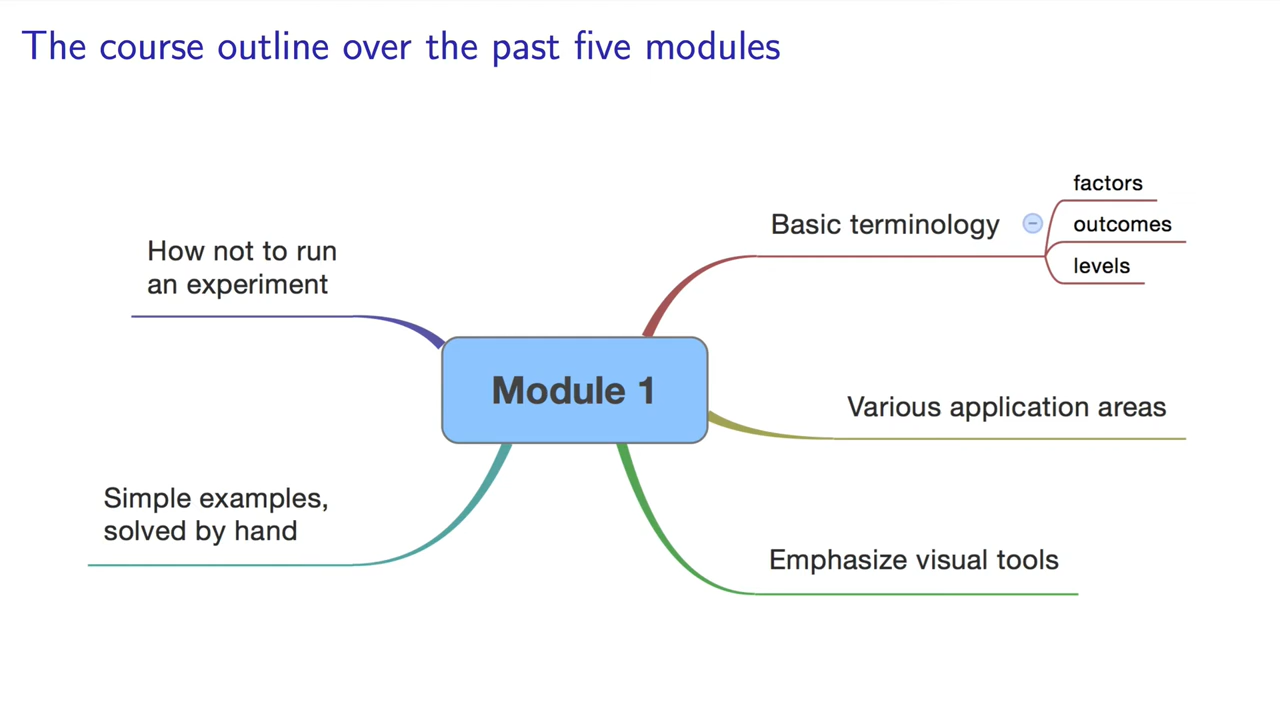 The course outline over the past five modules
How not to run
an experiment
Basic terminology
factors
outcomes
levels
Module 1
Various application areas
Simple examples,
solved by hand
Emphasize visual tools